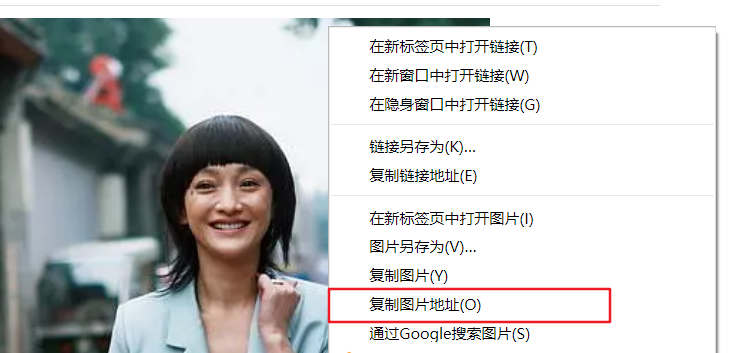 在新标签页中打开链接(T)
在新窗口中打开链接(W)
在隐身窗口中打开链接(G)
链接另存为(K)...
复制链接地址(E)
在新标签页中打开图片(I)
图片另存为(V)...
复制图片(Y)
复制图片地址(O)
通过Google搜索图片(S)